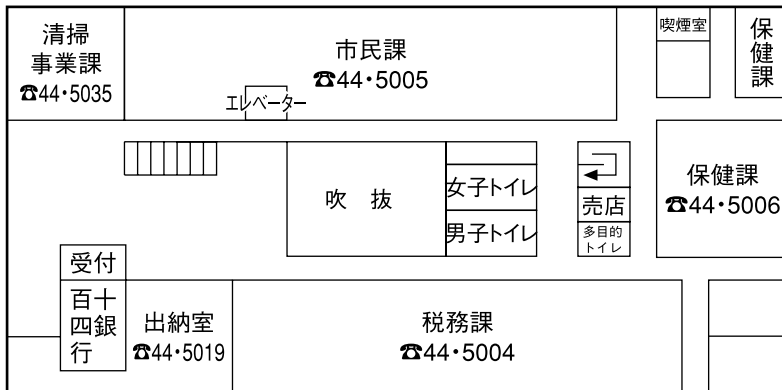 清掃
事業課
☎44・5035
市民課
☎44・5005
エレベーター
喫煙室
保健課
吹 抜
女子トイレ
男子トイレ
売店
多目的
トイレ
保健課
☎44・5006
受付
百十
四銀
行
出納室
☎44・5019
税務課
☎44・5004